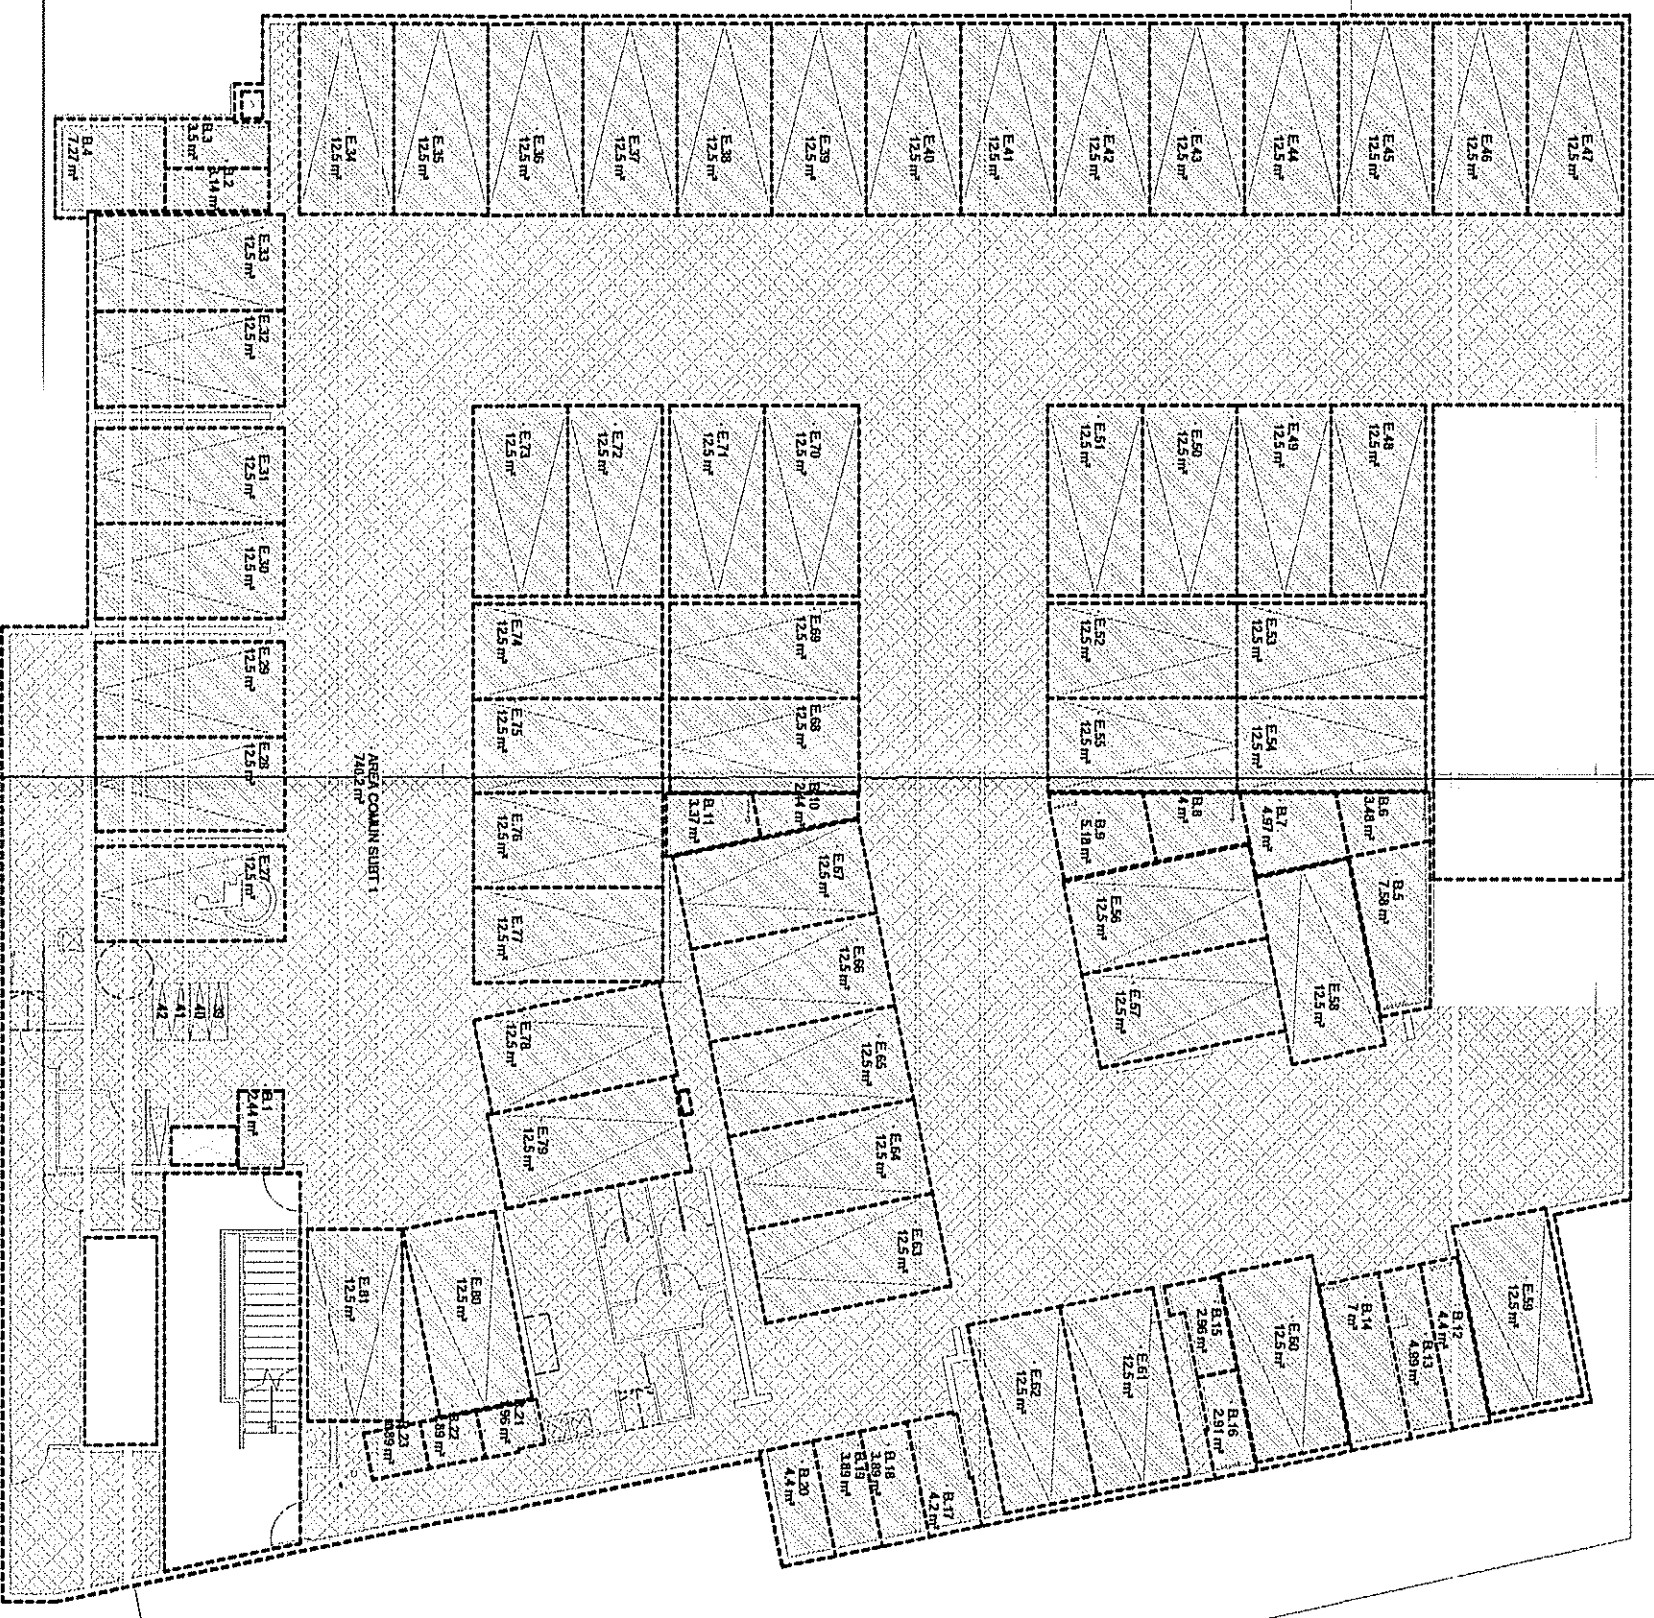 E.34
12.5 m²
E.35
12.5 m²
E.36
12.5 m²
E.37
12.5 m²
E.38
12.5 m²
E.39
12.5 m²
E.40
12.5 m²
E.41
12.5 m²
E.42
12.5 m²
E.43
12.5 m²
E.44
12.5 m²
E.45
12.5 m²
E.46
12.5 m²
E.47
12.5 m²
B.4
7.27 m²
B.3
3.5 m²
B.2
3.14 m²
E.33
12.5 m²
E.32
12.5 m²
E.31
12.5 m²
E.30
12.5 m²
E.29
12.5 m²
E.28
12.5 m²
E.27
12.5 m²
AREA COMUN SUBT 1
740.2 m²
E.73
12.5 m²
E.72
12.5 m²
E.71
12.5 m²
E.70
12.5 m²
E.51
12.5 m²
E.50
12.5 m²
E.49
12.5 m²
E.48
12.5 m²
E.74
12.5 m²
E.69
12.5 m²
E.52
12.5 m²
E.53
12.5 m²
E.75
12.5 m²
E.68
12.5 m²
E.55
12.5 m²
E.54
12.5 m²
E.76
12.5 m²
B.11
3.37 m²
B.10
2.44 m²
B.9
5.18 m²
B.8
4 m²
B.7
4.97 m²
B.6
3.48 m²
B.5
7.58 m²
E.77
12.5 m²
E.67
12.5 m²
E.56
12.5 m²
E.66
12.5 m²
E.57
12.5 m²
E.58
12.5 m²
42
41
40
39
E.78
12.5 m²
E.65
12.5 m²
B.1
2.44 m²
E.79
12.5 m²
E.64
12.5 m²
E.63
12.5 m²
E.81
12.5 m²
E.80
12.5 m²
E.62
12.5 m²
E.61
12.5 m²
B.15
2.96 m²
E.60
12.5 m²
B.14
7 m²
B.13
4.89 m²
B.12
4.4 m²
E.59
12.5 m²
B.16
2.91 m²
B.23
B.22
B.21
B.20
4.4 m²
B.19
3.89 m²
B.18
3.89 m²
B.17
4.2 m²